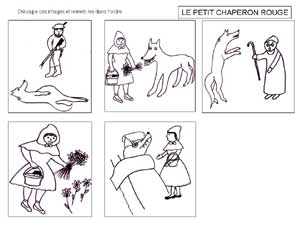 Découpe ces images et remets les dans l'ordre
LE PETIT CHAPERON ROUGE